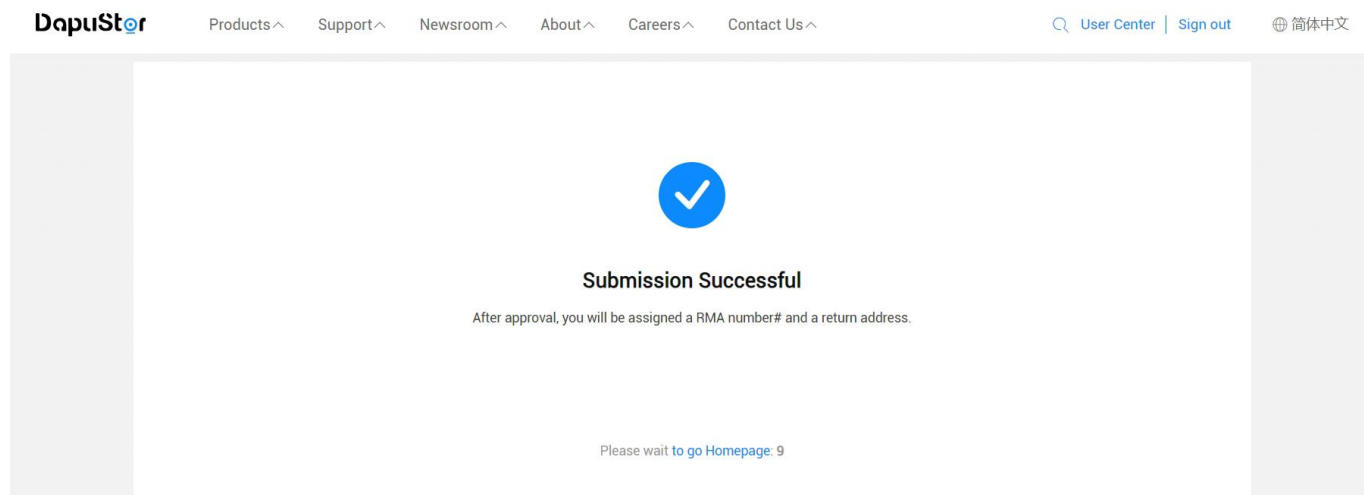 DapuStor Products Support Newsroom About Careers Contact Us User Center | Sign out 简体中文
Submission Successful
After approval, you will be assigned a RMA number# and a return address.
Please wait to go Homepage: 9